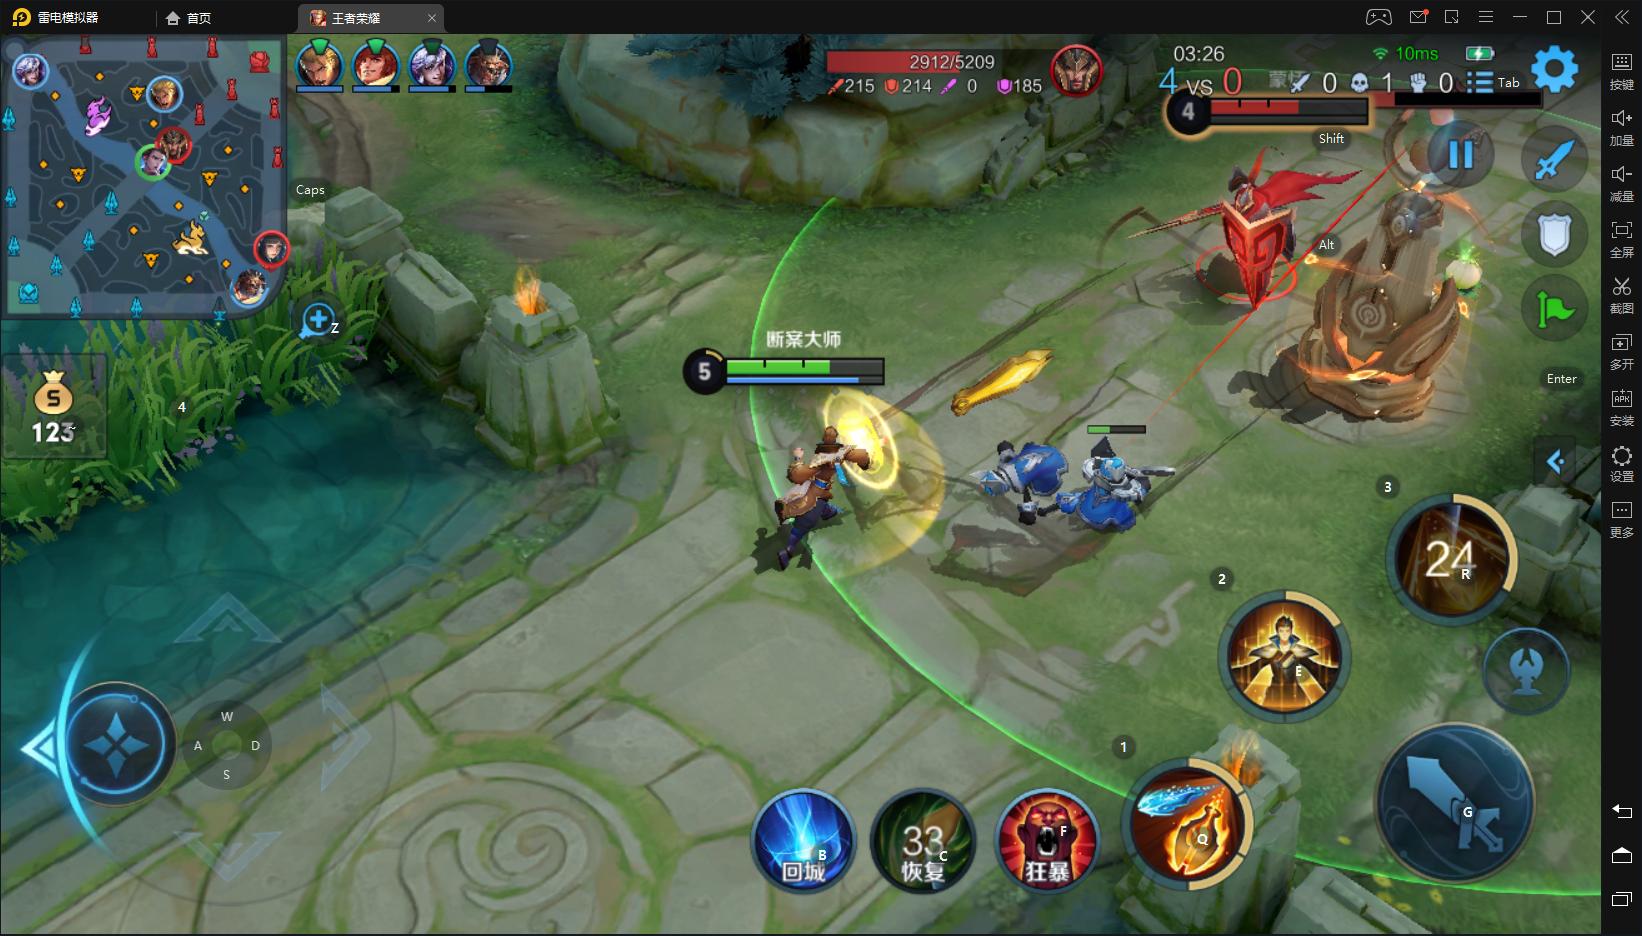 雷电模拟器
首页
王者荣耀
2912/5209
215 214 0 185
03:26
10ms
4 VS 0
0 1 0
Tab
4
Shift
按键
加量
减量
全屏
截图
多开
安装
APK
设置
更多
Caps
Alt
Z
断案大师
5
Enter
S
4
3
24
R
2
E
W
A
D
S
1
G
Q
B
回城
33
C
恢复
F
狂暴